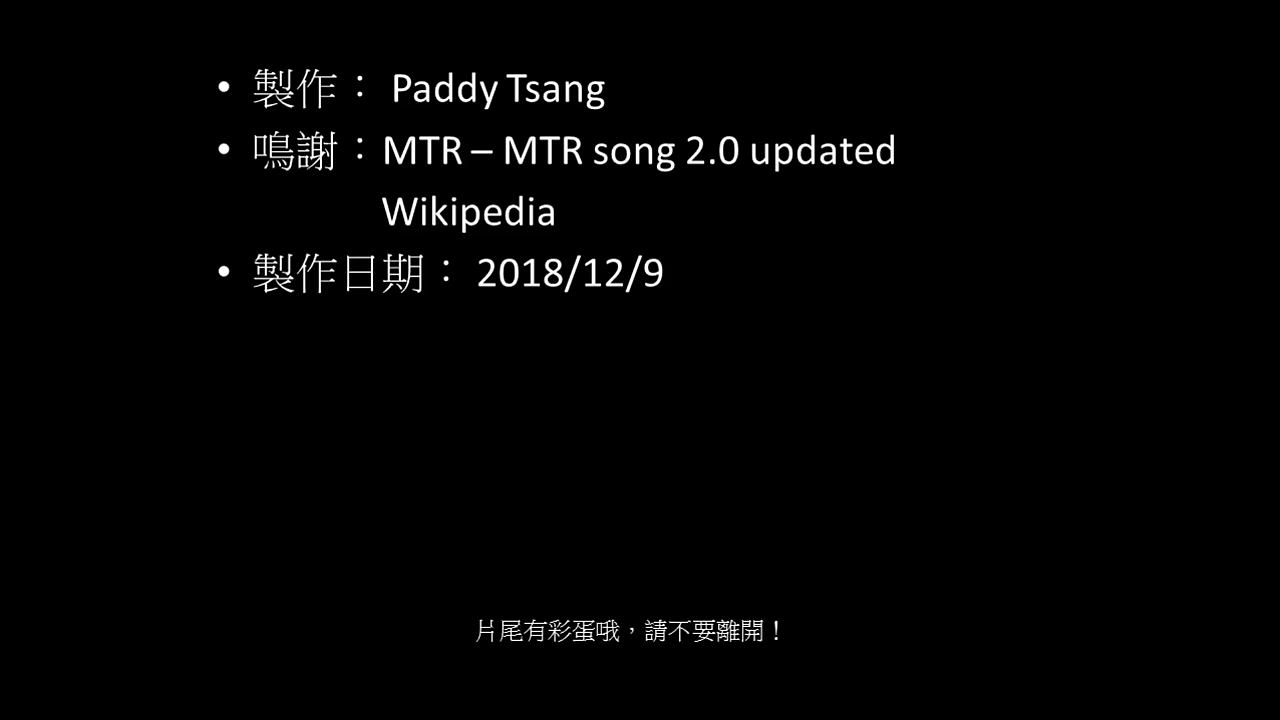 • 製作： Paddy Tsang
• 鳴謝：MTR – MTR song 2.0 updated
Wikipedia
• 製作日期： 2018/12/9
片尾有彩蛋哦，請不要離開！